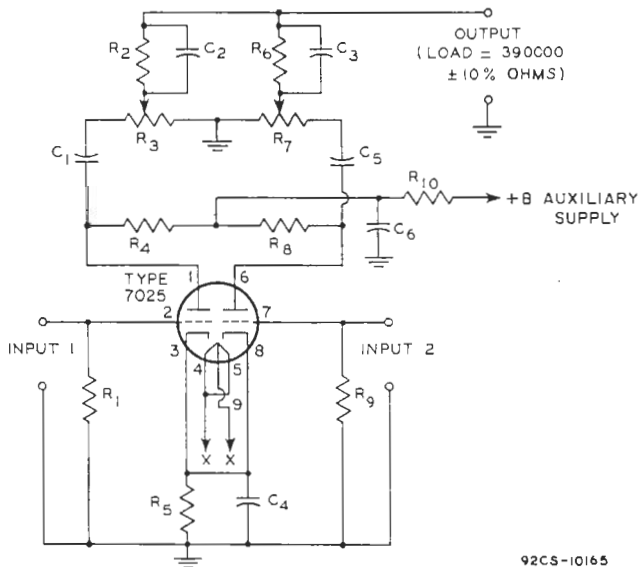 R2
C2
R6
C3
OUTPUT
(LOAD = 390000
±10% OHMS)
R3
R7
C1
C5
R10
+B AUXILIARY
SUPPLY
R4
R8
C6
TYPE
7025
1
6
2
7
3
8
4
5
9
INPUT 1
INPUT 2
R1
R9
X
X
R5
C4
92CS-10165